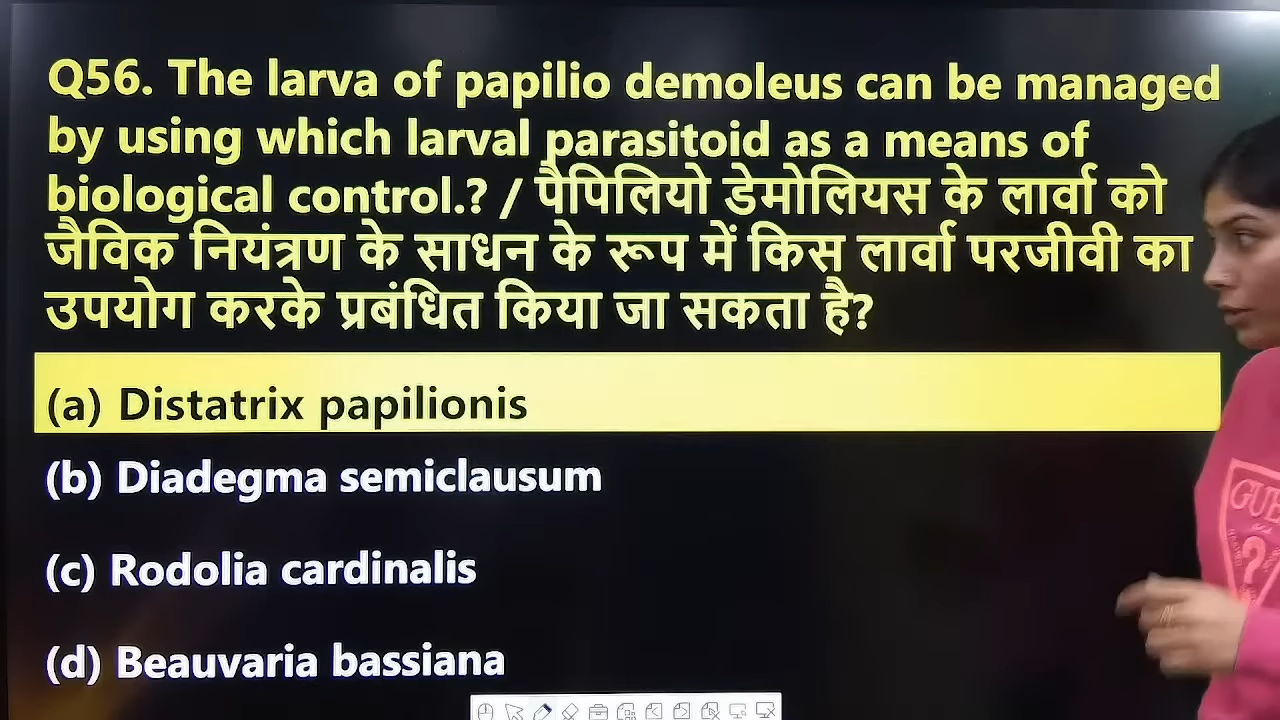 Q56. The larva of papilio demoleus can be managed
by using which larval parasitoid as a means of
biological control.? / पैपिलियो डेमोलियस के लार्वा को
जैविक नियंत्रण के साधन के रूप में किस लार्वा परजीवी का
उपयोग करके प्रबंधित किया जा सकता है?
(a) Distatrix papilionis
(b) Diadegma semiclausum
(c) Rodolia cardinalis
(d) Beauvaria bassiana